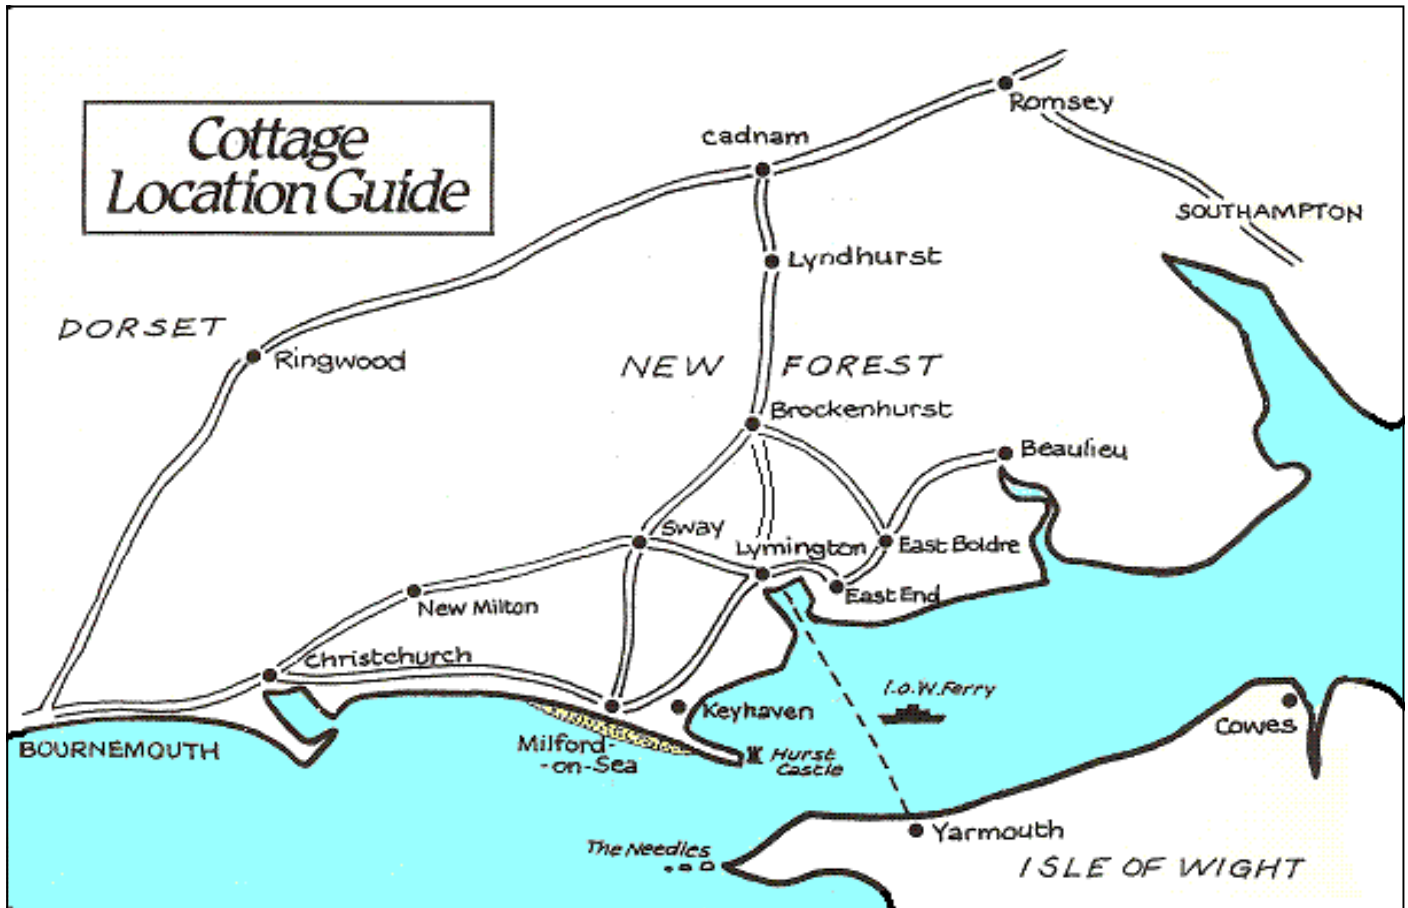 Cottage
Location Guide
Romsey
Cadnam
SOUTHAMPTON
Lyndhurst
DORSET
Ringwood
NEW FOREST
Brockenhurst
Beaulieu
Sway
Lymington
East Boldre
East End
New Milton
Christchurch
I.o.W. Ferry
Keyhaven
Cowes
BOURNEMOUTH
Milford-
-on-Sea
Hurst
Castle
Yarmouth
The Needles
ISLE OF WIGHT